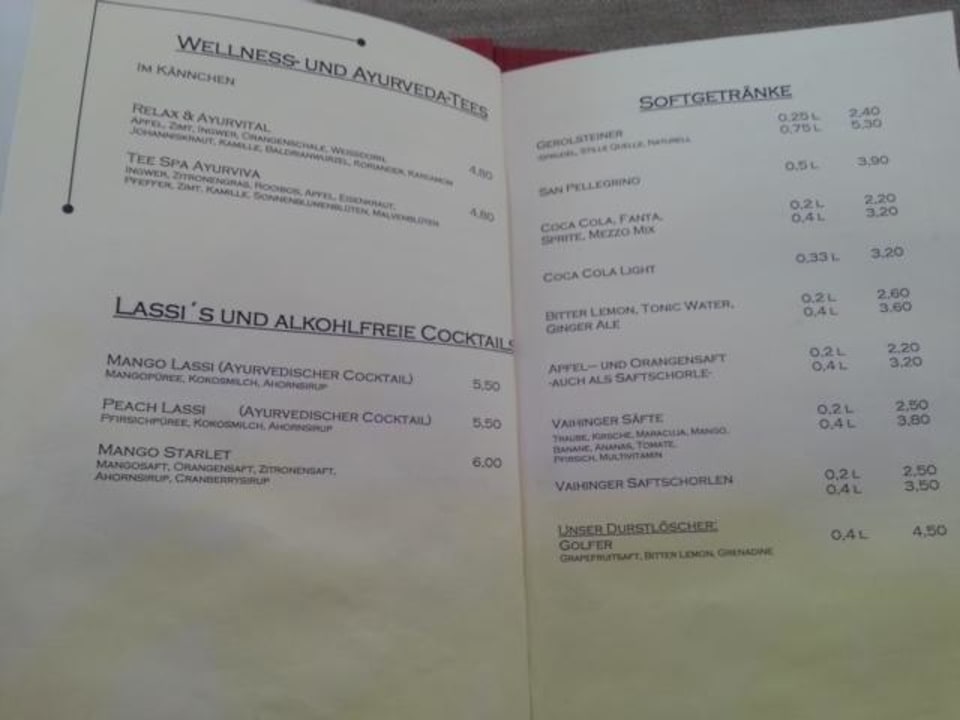 WELLNESS- UND AYURVEDA-TEES
IM KÄNNCHEN
RELAX & AYURVITAL
APFEL, ZIMT, INGWER, ORANGENSCHALE, WEISSDORN,
JOHANNISKRAUT, KAMILLE, BALDRIANWURZEL, KORIANDER, KARDAMON 4,80
TEE SPA AYURVIVA
INGWER, ZITRONENGRAS, ROOIBOS, APFEL, EISENKRAUT,
PFEFFER, ZIMT, KAMILLE, SONNENBLUMENBLÜTEN, MALVENBLÜTEN 4,80
LASSI´S UND ALKOHLFREIE COCKTAILS
MANGO LASSI (AYURVEDISCHER COCKTAIL) 5,50
MANGOPÜREE, KOKOSMILCH, AHORNSIRUP
PEACH LASSI (AYURVEDISCHER COCKTAIL) 5,50
PFIRSICHPÜREE, KOKOSMILCH, AHORNSIRUP
MANGO STARLET 6,00
MANGOSAFT, ORANGENSAFT, ZITRONENSAFT,
AHORNSIRUP, CRANBERRYSIRUP
SOFTGETRÄNKE
GEROLSTEINER 0,25 L 2,40
SPRUDEL, STILLE QUELLE, NATURELL 0,75 L 5,30
SAN PELLEGRINO 0,5 L 3,90
COCA COLA, FANTA, 0,2 L 2,20
SPRITE, MEZZO MIX 0,4 L 3,20
COCA COLA LIGHT 0,33 L 3,20
BITTER LEMON, TONIC WATER, 0,2 L 2,60
GINGER ALE 0,4 L 3,60
APFEL– UND ORANGENSAFT 0,2 L 2,20
-AUCH ALS SAFTSCHORLE- 0,4 L 3,20
VAIHINGER SÄFTE 0,2 L 2,50
TRAUBE, KIRSCHE, MARACUJA, MANGO, 0,4 L 3,80
BANANE, ANANAS, TOMATE,
PFIRSICH, MULTIVITAMIN
VAIHINGER SAFTSCHORLEN 0,2 L 2,50
0,4 L 3,50
UNSER DURSTLÖSCHER:
GOLFER 0,4 L 4,50
GRAPEFRUITSAFT, BITTER LEMON, GRENADINE